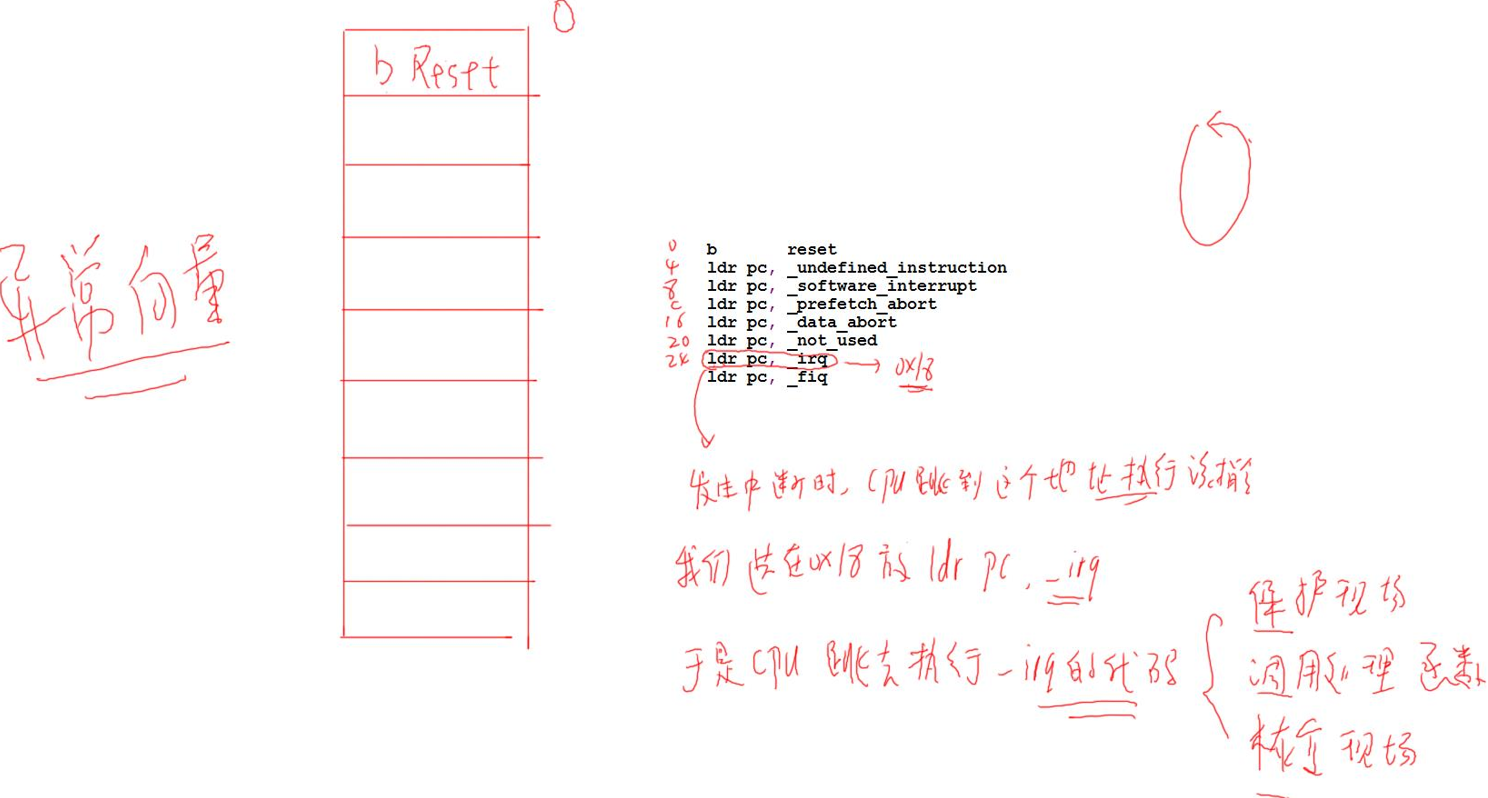 0
b Reset
异常向量
0 b reset
4 ldr pc, _undefined_instruction
8 ldr pc, _software_interrupt
c ldr pc, _prefetch_abort
16 ldr pc, _data_abort
20 ldr pc, _not_used
24 ldr pc, _irq → 0x18
ldr pc, _fiq
发生中断时, CPU跳到这个地址执行该指令
我们供在0x18放 ldr pc, _irq
于是CPU跳去执行_irq的代码
保护现场
调用处理函数
恢复现场